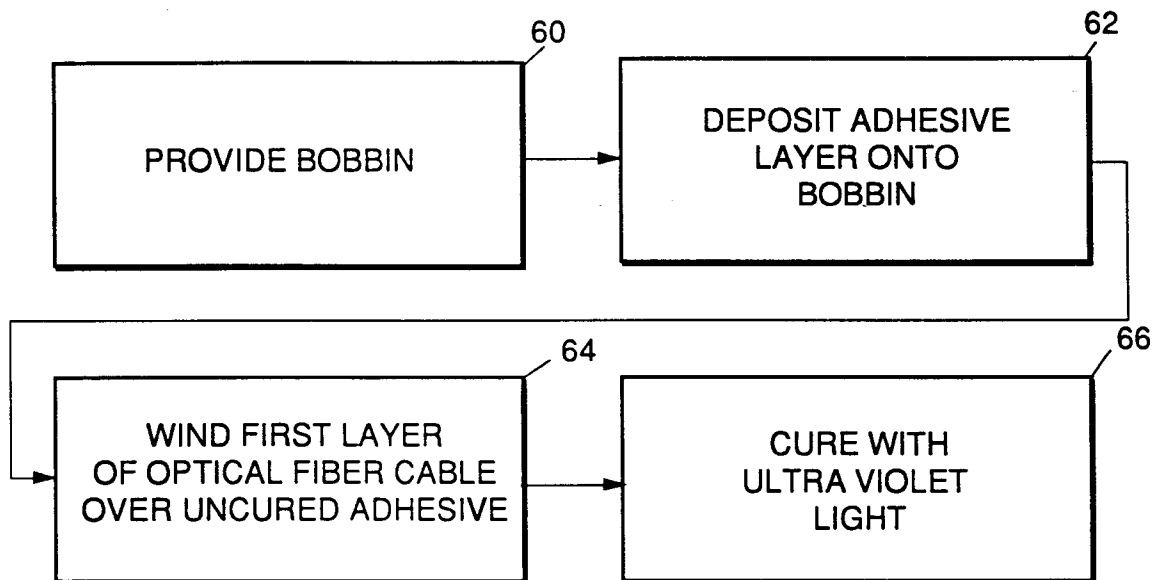 60
PROVIDE BOBBIN
62
DEPOSIT ADHESIVE
LAYER ONTO
BOBBIN
64
WIND FIRST LAYER
OF OPTICAL FIBER CABLE
OVER UNCURED ADHESIVE
66
CURE WITH
ULTRA VIOLET
LIGHT